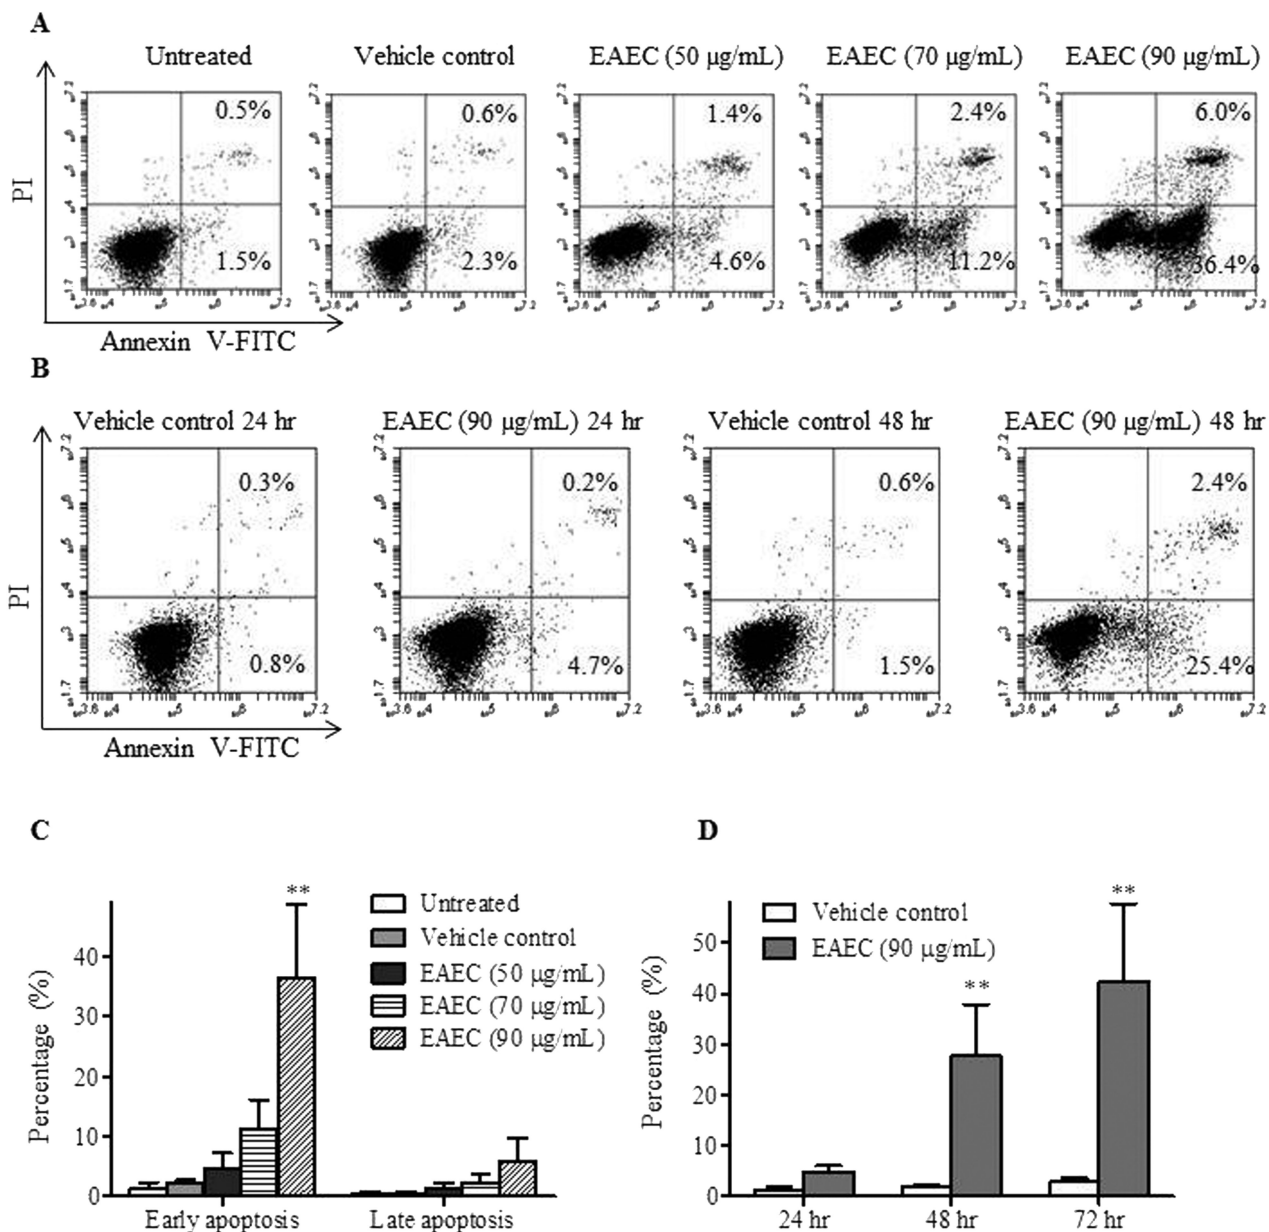 A
Untreated
Vehicle control
EAEC (50 µg/mL)
EAEC (70 µg/mL)
EAEC (90 µg/mL)
0.5%
0.6%
1.4%
2.4%
6.0%
PI
1.5%
2.3%
4.6%
11.2%
36.4%
Annexin V-FITC
B
Vehicle control 24 hr
EAEC (90 µg/mL) 24 hr
Vehicle control 48 hr
EAEC (90 µg/mL) 48 hr
0.3%
0.2%
0.6%
2.4%
PI
0.8%
4.7%
1.5%
25.4%
Annexin V-FITC
C
**
Untreated
Vehicle control
EAEC (50 µg/mL)
EAEC (70 µg/mL)
EAEC (90 µg/mL)
Percentage (%)
40
30
20
10
0
Early apoptosis
Late apoptosis
D
**
Vehicle control
EAEC (90 µg/mL)
**
Percentage (%)
50
40
30
20
10
0
24 hr
48 hr
72 hr